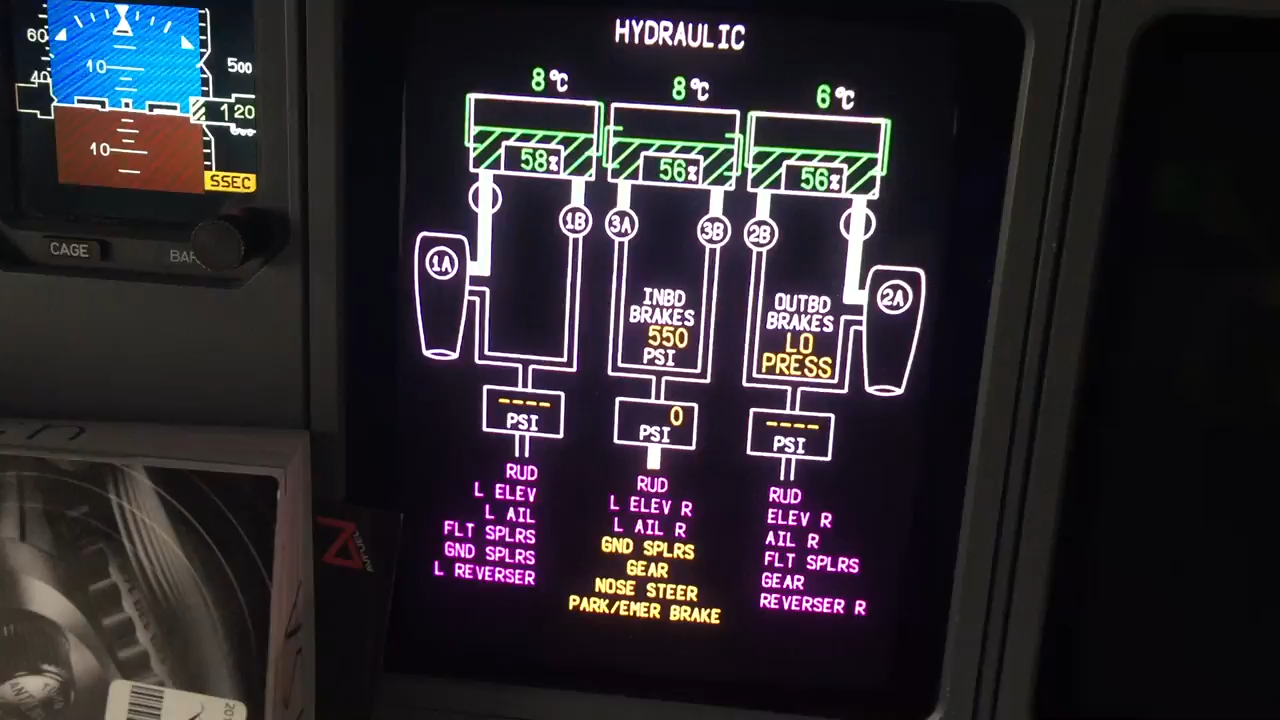 HYDRAULIC
8°C
8°C
6°C
58%
56%
56%
1A
1B
3A
3B
2B
2A
INBD
BRAKES
550
PSI
OUTBD
BRAKES
LO
PRESS
----
PSI
0
PSI
----
PSI
RUD
L ELEV
L AIL
FLT SPLRS
GND SPLRS
L REVERSER
RUD
L ELEV R
L AIL R
GND SPLRS
GEAR
NOSE STEER
PARK/EMER BRAKE
RUD
ELEV R
AIL R
FLT SPLRS
GEAR
REVERSER R
60
40
10
10
500
1 20
SSEC
CAGE